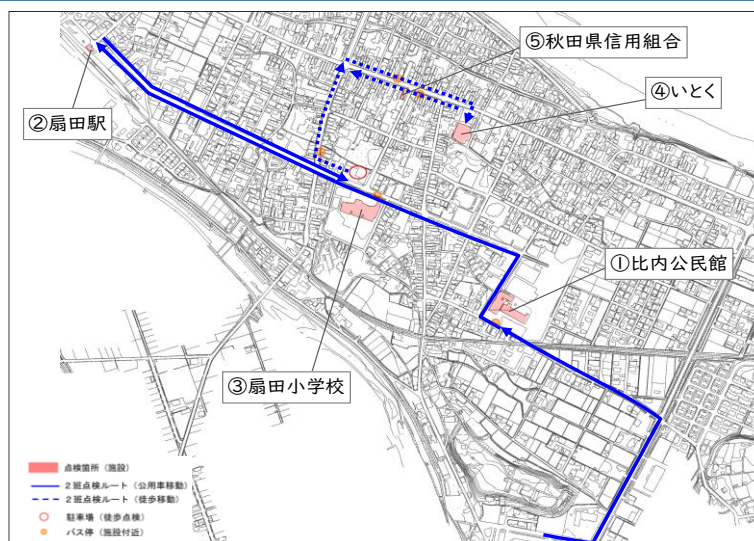 ⑤秋田県信用組合
④いとく
②扇田駅
①比内公民館
③扇田小学校
点検箇所（施設）
2班点検ルート（公用車移動）
2班点検ルート（徒歩移動）
駐車場（徒歩点検）
バス停（施設付近）